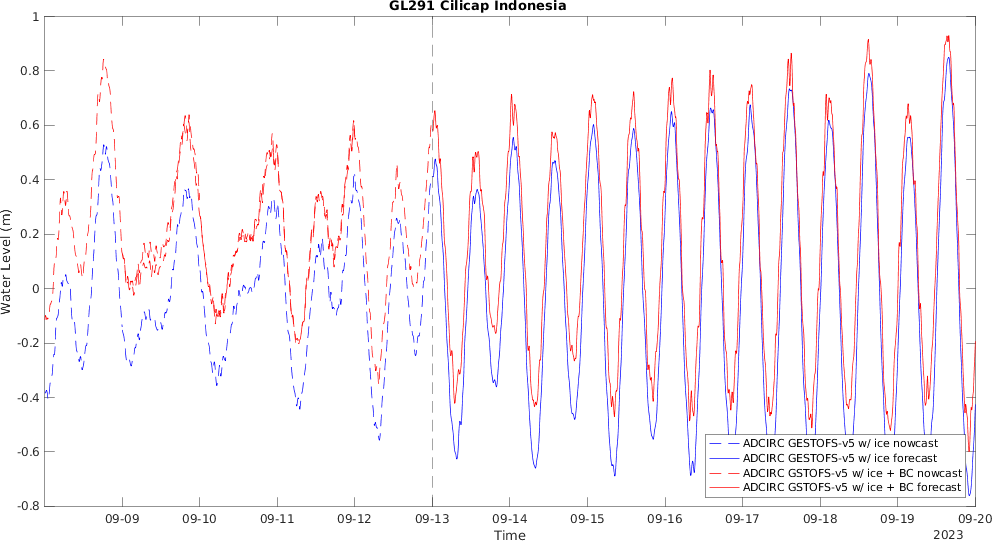 GL291 Cilicap Indonesia
1
0.8
0.6
0.4
0.2
0
-0.2
-0.4
-0.6
-0.8
Water Level (m)
ADCIRC GESTOFS-v5 w/ ice nowcast
ADCIRC GESTOFS-v5 w/ ice forecast
ADCIRC GSTOFS-v5 w/ ice + BC nowcast
ADCIRC GSTOFS-v5 w/ ice + BC forecast
09-09 09-10 09-11 09-12 09-13 09-14 09-15 09-16 09-17 09-18 09-19 09-20
Time
2023